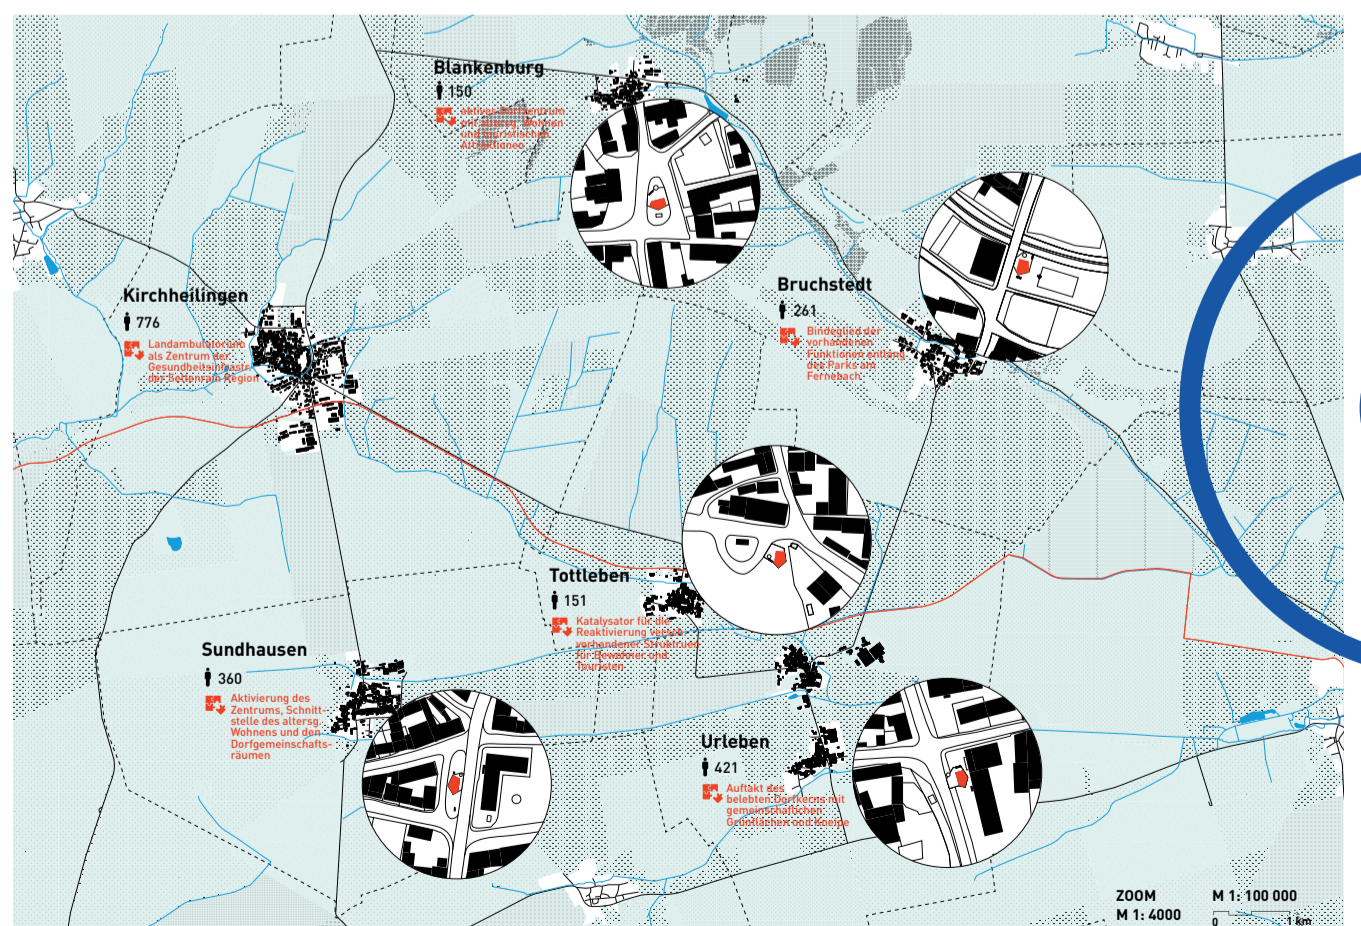 Blankenburg
150
aktives Dorfzentrum
mit altersg. Wohnen
und touristischen
Attraktionen
Bruchstedt
261
Bindeglied der
vorhandenen
Funktionen entlang
des Parks am
Fernebach
Kirchheilingen
776
Landambulatorium
als Zentrum der
Gesundheitsinfrastr.
der Seltenrain Region
Tottleben
151
Katalysator für die
Reaktivierung
vorhandener Struktruen
für Bewohner und
Touristen
Sundhausen
360
Aktivierung des
Zentrums, Schnitt-
stelle des altersg.
Wohnens und den
Dorfgemeinschafts-
räumen
Urleben
421
Auftakt des
belebten Dorfkerns mit
gemeinschaftlichen
Grünflächen und Kneipe
ZOOM
M 1: 4000
M 1: 100 000
0 1 km